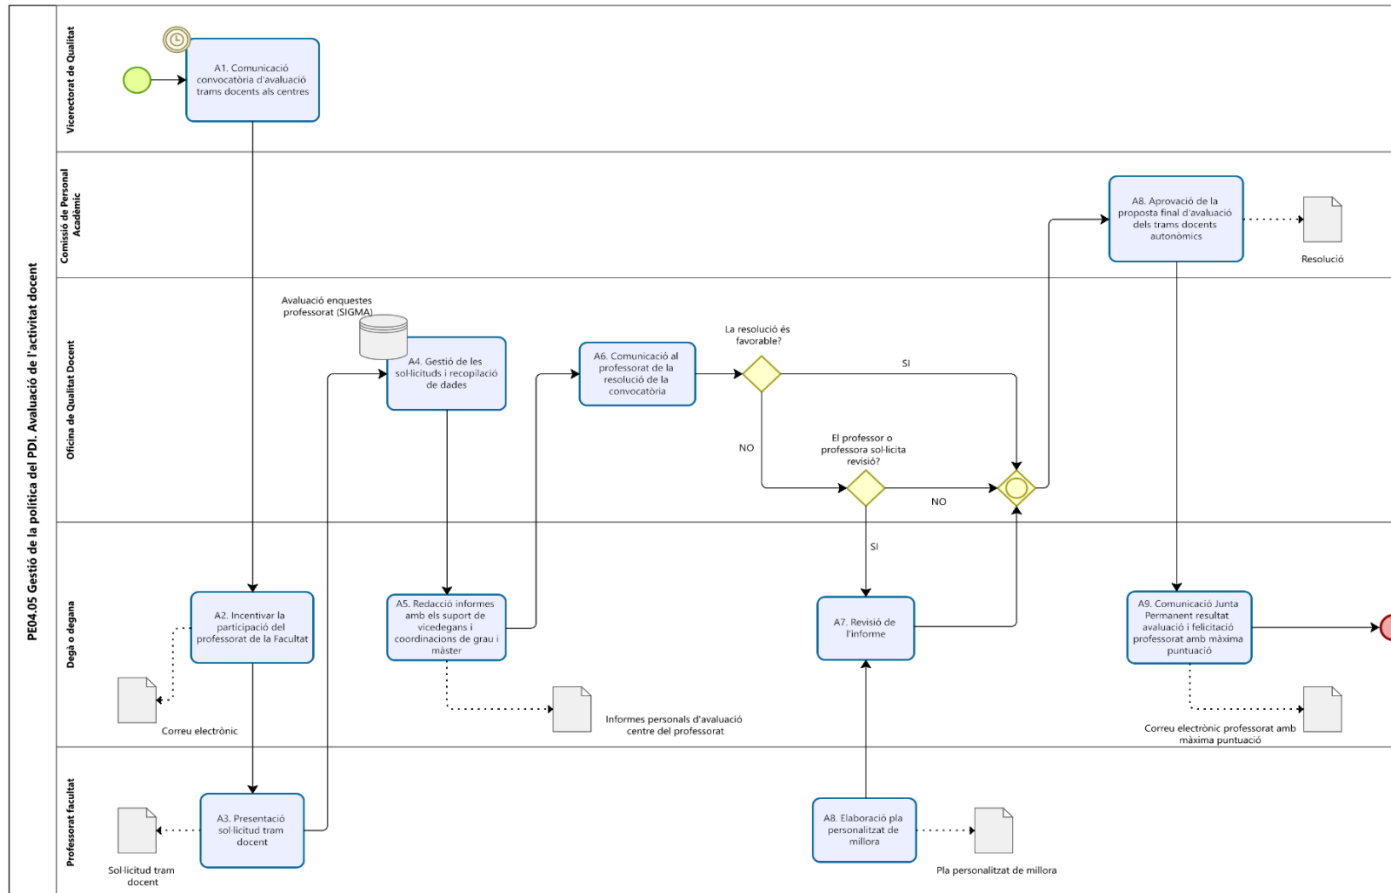 PE04.05 Gestió de la política del PDI. Avaluació de l'activitat docent
Vicerectorat de Qualitat
A1. Comunicació
convocatòria d'avaluació
trams docents als centres
Comissió de Personal
Acadèmic
A8. Aprovació de la
proposta final d'avaluació
dels trams docents
autonòmics
Resolució
Oficina de Qualitat Docent
Avaluació enquestes
professorat (SIGMA)
A4. Gestió de les
sol·licituds i recopilació
de dades
A6. Comunicació al
professorat de la
resolució de la
convocatòria
La resolució és
favorable?
SI
NO
El professor o
professora sol·licita
revisió?
NO
SI
Degà o degana
A2. Incentivar la
participació del
professorat de la Facultat
Correu electrònic
A5. Redacció informes
amb els suport de
vicedegans i
coordinacions de grau i
màster
Informes personals d'avaluació
centre del professorat
A7. Revisió de
l'informe
A9. Comunicació Junta
Permanent resultat
avaluació i felicitació
professorat amb màxima
puntuació
Correu electrònic professorat amb
màxima puntuació
Professorat facultat
A3. Presentació
sol·licitud tram
docent
Sol·licitud tram
docent
A8. Elaboració pla
personalitzat de
millora
Pla personalitzat de millora